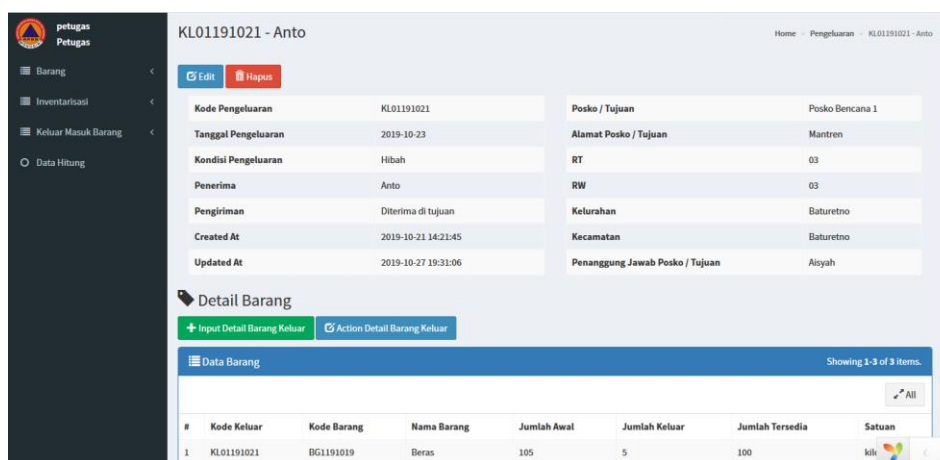 petugas
Petugas
Barang
Inventarisasi
Keluar Masuk Barang
Data Hitung
KL01191021 - Anto
Home Pengeluaran KL01191021 - Anto
Edit Hapus
Kode Pengeluaran KL01191021
Tanggal Pengeluaran 2019-10-23
Kondisi Pengeluaran Hibah
Penerima Anto
Pengiriman Diterima di tujuan
Created At 2019-10-21 14:21:45
Updated At 2019-10-27 19:31:06
Posko / Tujuan Posko Bencana 1
Alamat Posko / Tujuan Mantren
RT 03
RW 03
Kelurahan Baturetno
Kecamatan Baturetno
Penanggung Jawab Posko / Tujuan Aisyah
Detail Barang
Input Detail Barang Keluar Action Detail Barang Keluar
Data Barang Showing 1-3 of 3 items.
All
# Kode Keluar Kode Barang Nama Barang Jumlah Awal Jumlah Keluar Jumlah Tersedia Satuan
1 KL01191021 BG1191019 Beras 105 5 100